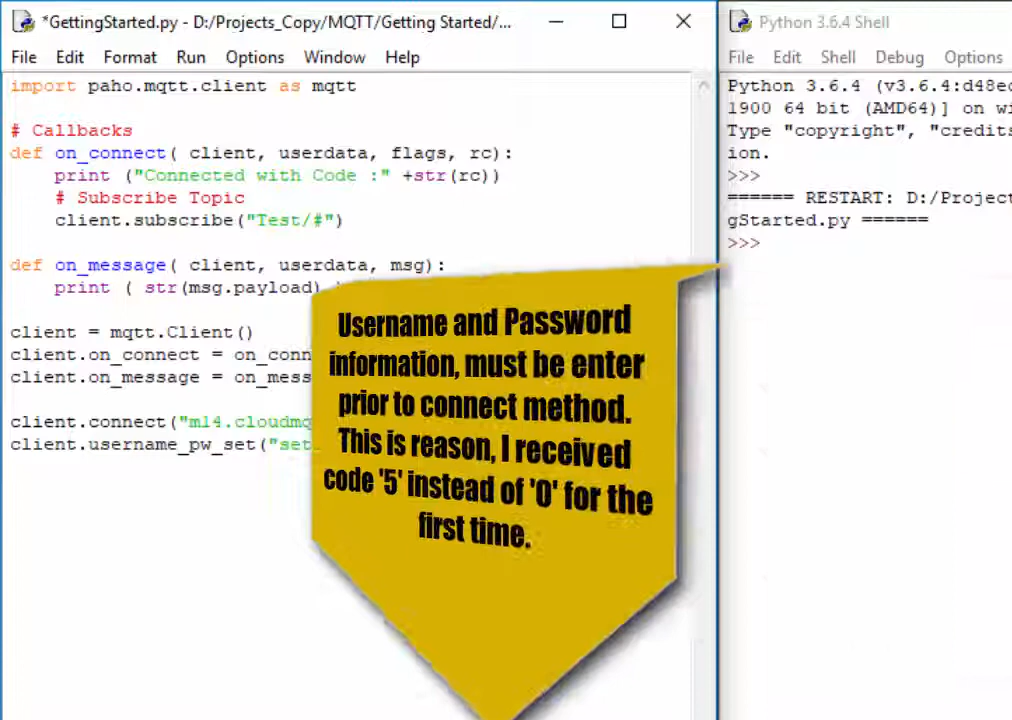 *GettingStarted.py - D:/Projects_Copy/MQTT/Getting Started/...
File Edit Format Run Options Window Help
import paho.mqtt.client as mqtt
# Callbacks
def on_connect( client, userdata, flags, rc):
print ("Connected with Code :" +str(rc))
# Subscribe Topic
client.subscribe("Test/#")
def on_message( client, userdata, msg):
print ( str(msg.payload)
client = mqtt.Client()
client.on_connect = on_conn
client.on_message = on_mess
client.connect("m14.cloudmq
client.username_pw_set("set
Username and Password
information, must be enter
prior to connect method.
This is reason, I received
code '5' instead of '0' for the
first time.
Python 3.6.4 Shell
File Edit Shell Debug Options
Python 3.6.4 (v3.6.4:d48ec
1900 64 bit (AMD64)] on wi
Type "copyright", "credits
ion.
>>>
====== RESTART: D:/Project
gStarted.py ======
>>>